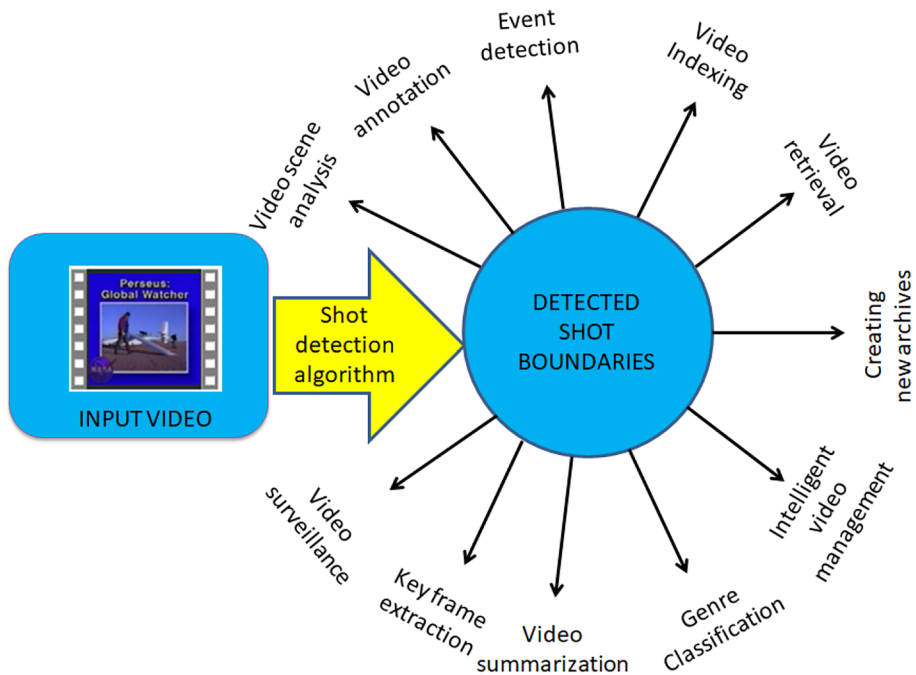 Event
detection
Video
Indexing
Video
annotation
Video
retrieval
Video scene
analysis
Perseus:
Global Watcher
NASA
INPUT VIDEO
Shot
detection
algorithm
DETECTED
SHOT
BOUNDARIES
Creating
new archives
Intelligent
video
management
Video
surveillance
Key frame
extraction
Video
summarization
Genre
Classification